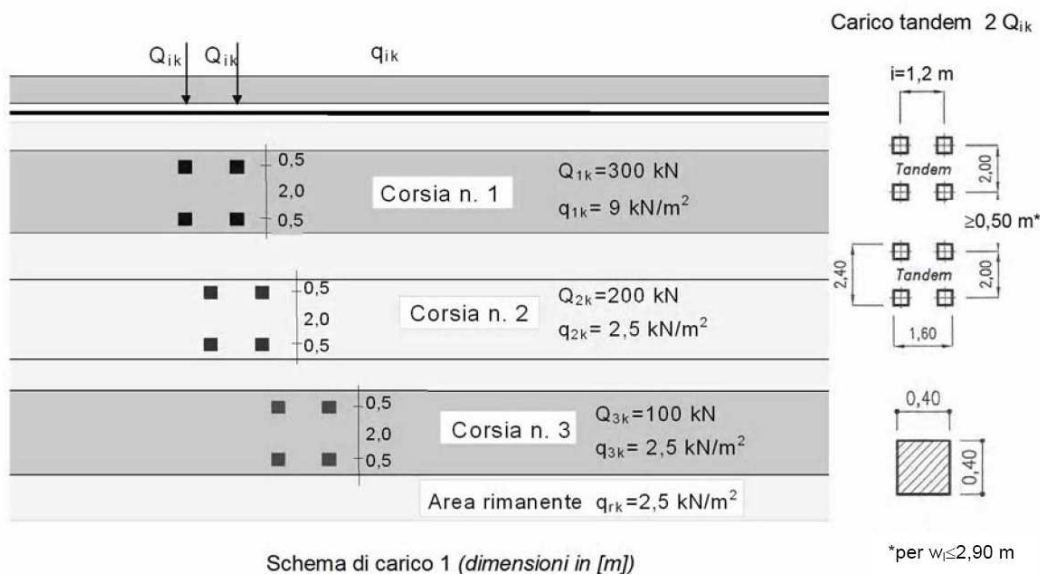 Carico tandem 2 Qik
Qik Qik qik
i=1,2 m
0,5
2,0
0,5
Corsia n. 1
Q1k=300 kN
q1k= 9 kN/m²
Tandem
2,00
≥0,50 m*
0,5
2,0
0,5
Corsia n. 2
Q2k=200 kN
q2k= 2,5 kN/m²
2,40
Tandem
2,00
1,60
0,5
2,0
0,5
Corsia n. 3
Q3k=100 kN
q3k= 2,5 kN/m²
0,40
0,40
Area rimanente qrk=2,5 kN/m²
Schema di carico 1 (dimensioni in [m])
*per wl≤2,90 m